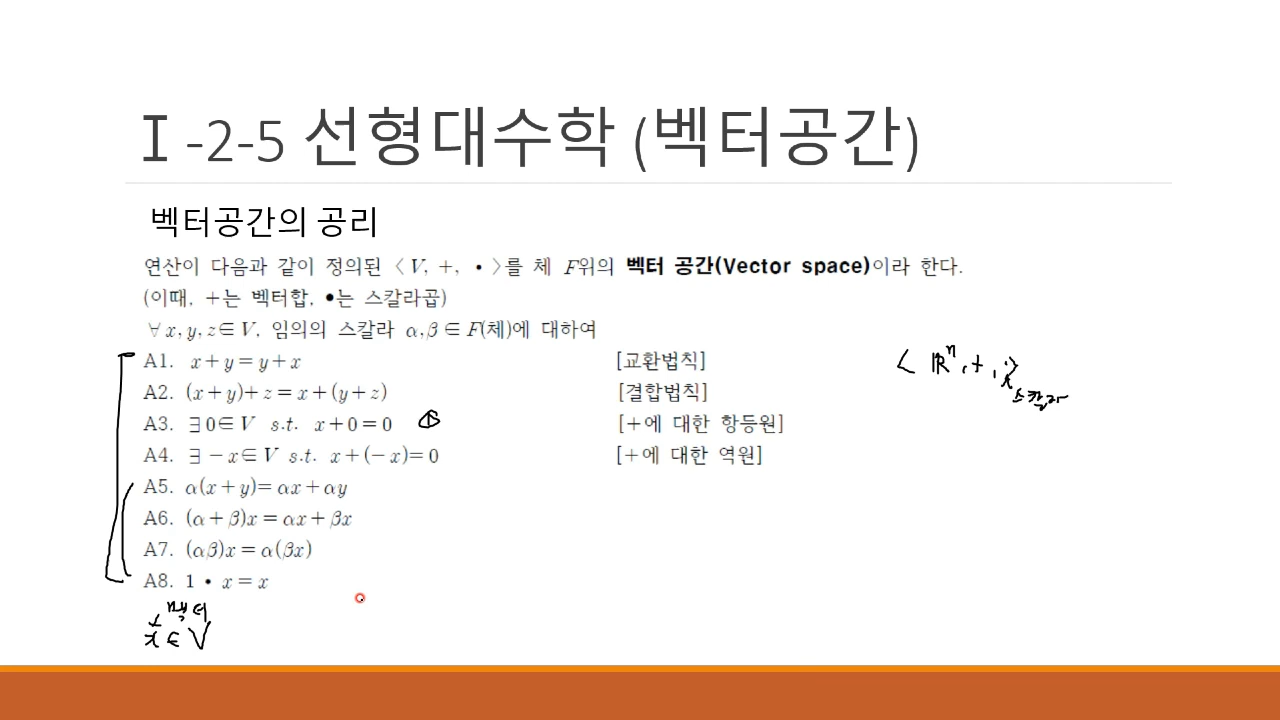 Ⅰ-2-5 선형대수학 (벡터공간)
벡터공간의 공리
연산이 다음과 같이 정의된 〈 V, +, • 〉를 체 F위의 벡터 공간(Vector space)이라 한다.
(이때, +는 벡터합, •는 스칼라곱)
∀ x, y, z∈ V, 임의의 스칼라 α, β ∈ F(체)에 대하여
A1. x+y = y+x [교환법칙]
A2. (x+y)+z = x+(y+z) [결합법칙]
A3. ∃ 0∈ V s.t. x+0 = 0 [+에 대한 항등원]
A4. ∃ -x∈ V s.t. x+(-x)= 0 [+에 대한 역원]
A5. α(x+y)= αx+αy
A6. (α+β)x = αx+βx
A7. (αβ)x = α(βx)
A8. 1 • x = x
벡터
x ∈ V
< ℝⁿ, +, ·>
스칼라